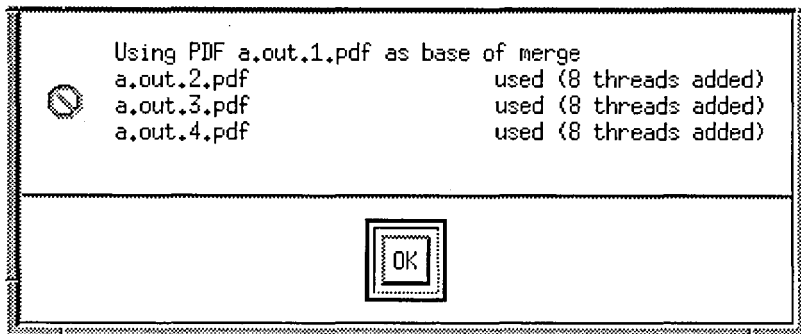 Using PDF a.out.1.pdf as base of merge
a.out.2.pdf used (8 threads added)
a.out.3.pdf used (8 threads added)
a.out.4.pdf used (8 threads added)
OK